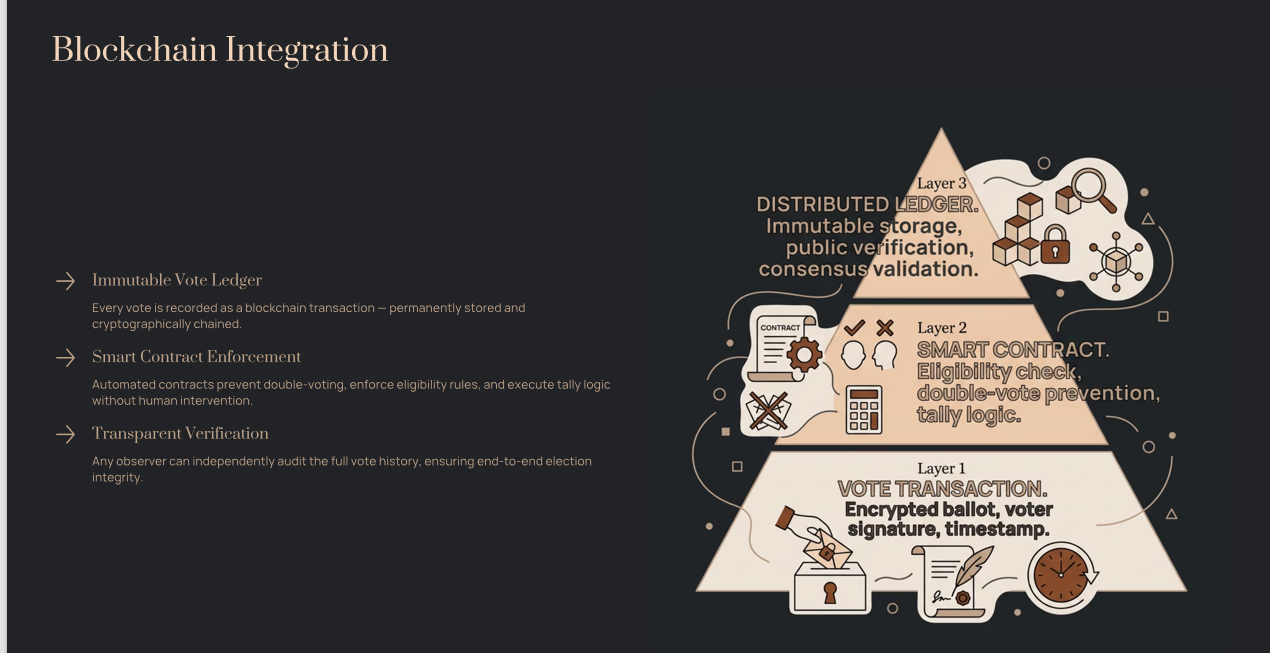 Blockchain Integration
Immutable Vote Ledger
Every vote is recorded as a blockchain transaction — permanently stored and
cryptographically chained.
Smart Contract Enforcement
Automated contracts prevent double-voting, enforce eligibility rules, and execute tally logic
without human intervention.
Transparent Verification
Any observer can independently audit the full vote history, ensuring end-to-end election
integrity.
Layer 3
DISTRIBUTED LEDGER.
Immutable storage,
public verification,
consensus validation.
CONTRACT
Layer 2
SMART CONTRACT.
Eligibility check,
double-vote prevention,
tally logic.
Layer 1
VOTE TRANSACTION.
Encrypted ballot, voter
signature, timestamp.